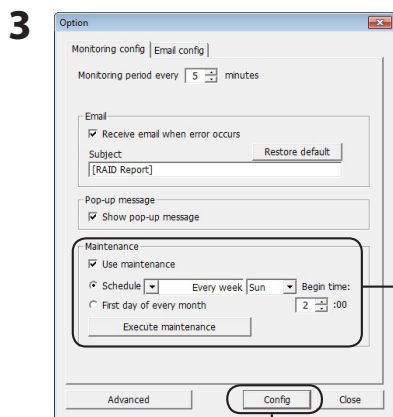 3
Option
Monitoring config Email config
Monitoring period every 5 minutes
Email
Receive email when error occurs
Subject Restore default
[RAID Report]
Pop-up message
Show pop-up message
Maintenance
Use maintenance
Schedule Every week Sun Begin time:
First day of every month 2 :00
Execute maintenance
Advanced Config Close